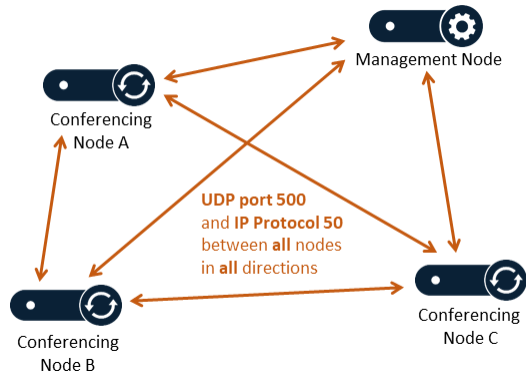 Management Node
Conferencing
Node A
UDP port 500
and IP Protocol 50
between all nodes
in all directions
Conferencing
Node B
Conferencing
Node C